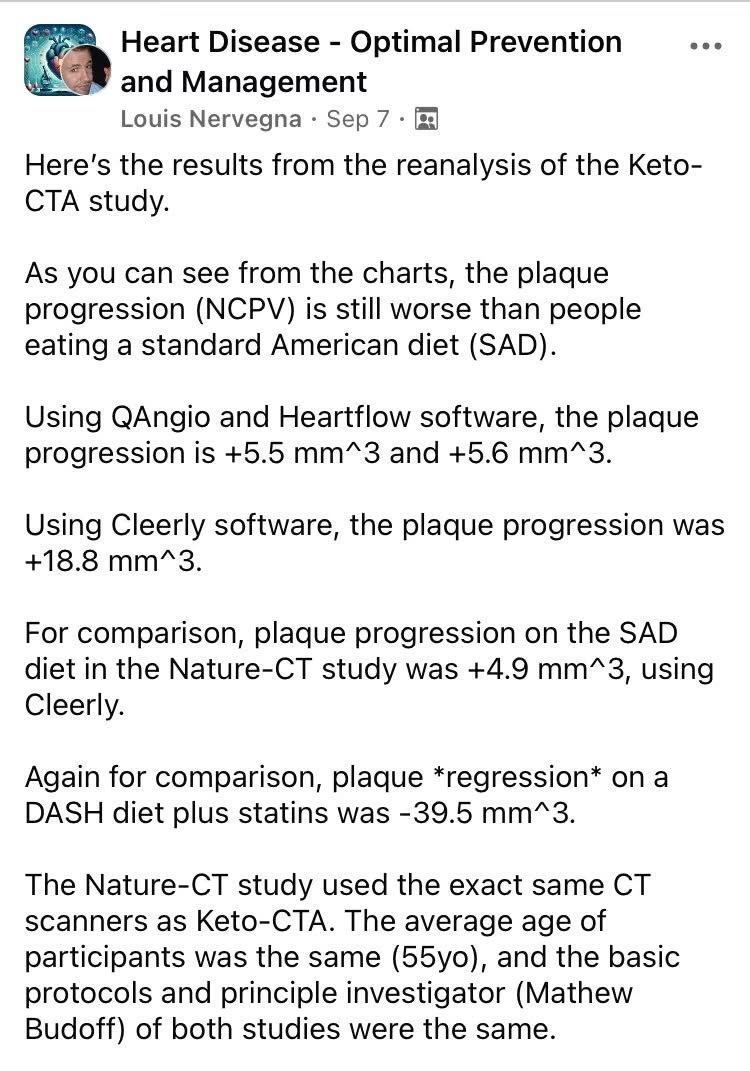 Heart Disease - Optimal Prevention
and Management
Louis Nervegna · Sep 7 ·
Here’s the results from the reanalysis of the Keto-
CTA study.
As you can see from the charts, the plaque
progression (NCPV) is still worse than people
eating a standard American diet (SAD).
Using QAngio and Heartflow software, the plaque
progression is +5.5 mm^3 and +5.6 mm^3.
Using Cleerly software, the plaque progression was
+18.8 mm^3.
For comparison, plaque progression on the SAD
diet in the Nature-CT study was +4.9 mm^3, using
Cleerly.
Again for comparison, plaque *regression* on a
DASH diet plus statins was -39.5 mm^3.
The Nature-CT study used the exact same CT
scanners as Keto-CTA. The average age of
participants was the same (55yo), and the basic
protocols and principle investigator (Mathew
Budoff) of both studies were the same.